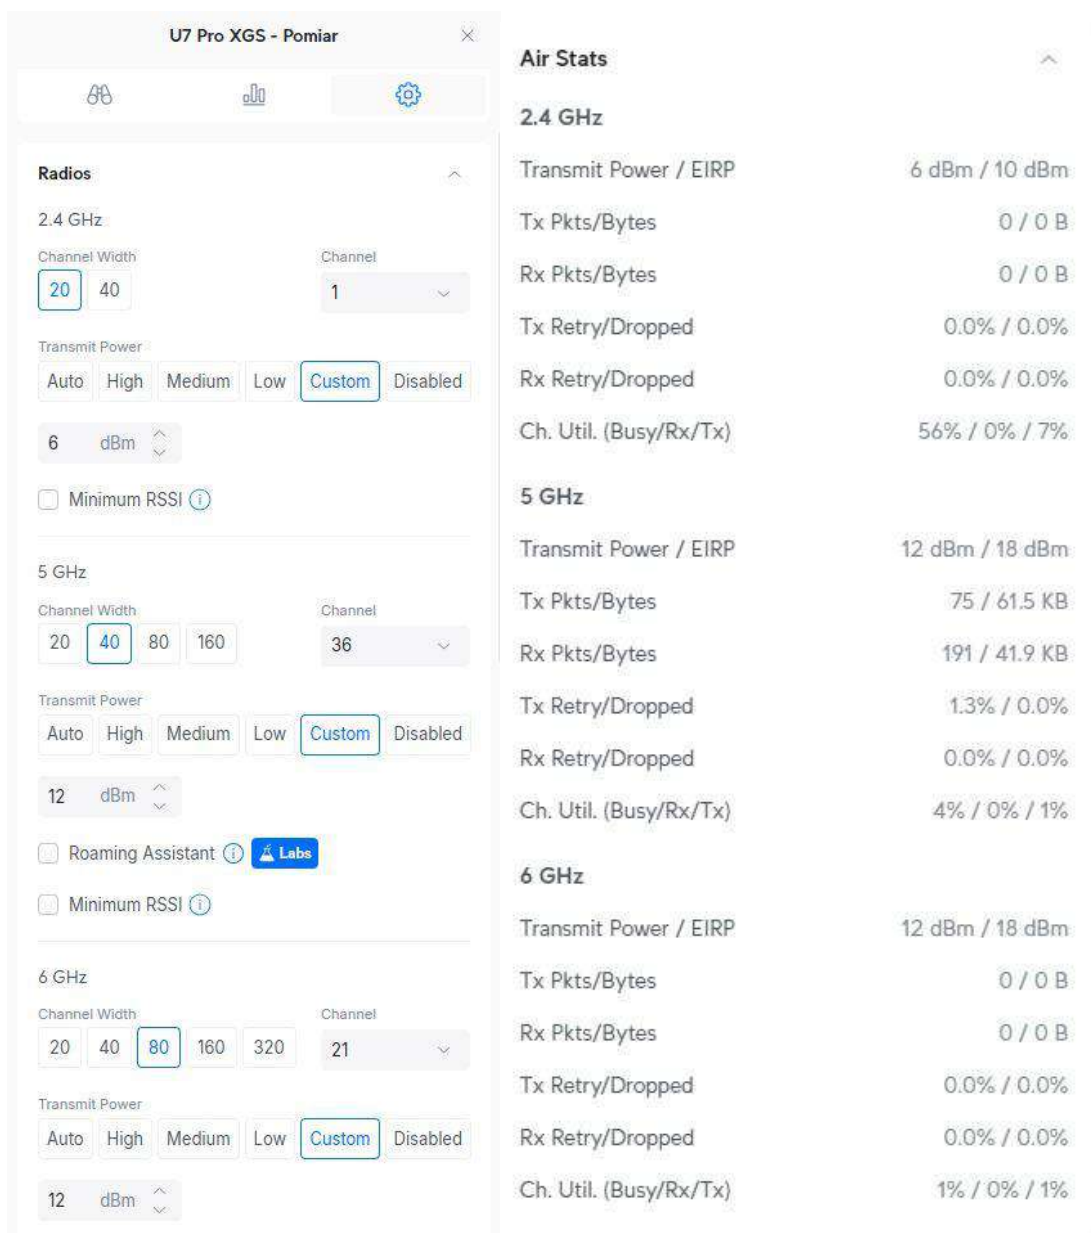 U7 Pro XGS - Pomiar
Radios
2.4 GHz
Channel Width
Channel
20 40
1
Transmit Power
Auto High Medium Low Custom Disabled
6 dBm
Minimum RSSI
5 GHz
Channel Width
Channel
20 40 80 160
36
Transmit Power
Auto High Medium Low Custom Disabled
12 dBm
Roaming Assistant Labs
Minimum RSSI
6 GHz
Channel Width
Channel
20 40 80 160 320
21
Transmit Power
Auto High Medium Low Custom Disabled
12 dBm
Air Stats
2.4 GHz
Transmit Power / EIRP 6 dBm / 10 dBm
Tx Pkts/Bytes 0 / 0 B
Rx Pkts/Bytes 0 / 0 B
Tx Retry/Dropped 0.0% / 0.0%
Rx Retry/Dropped 0.0% / 0.0%
Ch. Util. (Busy/Rx/Tx) 56% / 0% / 7%
5 GHz
Transmit Power / EIRP 12 dBm / 18 dBm
Tx Pkts/Bytes 75 / 61.5 KB
Rx Pkts/Bytes 191 / 41.9 KB
Tx Retry/Dropped 1.3% / 0.0%
Rx Retry/Dropped 0.0% / 0.0%
Ch. Util. (Busy/Rx/Tx) 4% / 0% / 1%
6 GHz
Transmit Power / EIRP 12 dBm / 18 dBm
Tx Pkts/Bytes 0 / 0 B
Rx Pkts/Bytes 0 / 0 B
Tx Retry/Dropped 0.0% / 0.0%
Rx Retry/Dropped 0.0% / 0.0%
Ch. Util. (Busy/Rx/Tx) 1% / 0% / 1%